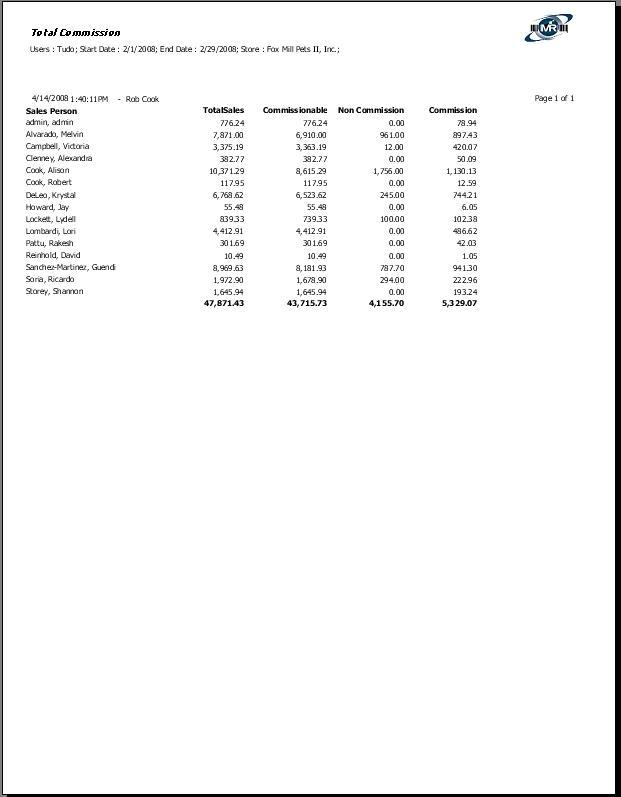 Total Commission
MR
Users : Tudo; Start Date : 2/1/2008; End Date : 2/29/2008; Store : Fox Mill Pets II, Inc.;
4/14/2008 1:40:11PM - Rob Cook Page 1 of 1
Sales Person TotalSales Commissionable Non Commission Commission
admin, admin 776.24 776.24 0.00 78.94
Alvarado, Melvin 7,871.00 6,910.00 961.00 897.43
Campbell, Victoria 3,375.19 3,363.19 12.00 420.07
Clenney, Alexandra 382.77 382.77 0.00 50.09
Cook, Alison 10,371.29 8,615.29 1,756.00 1,130.13
Cook, Robert 117.95 117.95 0.00 12.59
DeLeo, Krystal 6,768.62 6,523.62 245.00 744.21
Howard, Jay 55.48 55.48 0.00 6.05
Lockett, Lydell 839.33 739.33 100.00 102.38
Lombardi, Lori 4,412.91 4,412.91 0.00 486.62
Pattu, Rakesh 301.69 301.69 0.00 42.03
Reinhold, David 10.49 10.49 0.00 1.05
Sanchez-Martinez, Guendi 8,969.63 8,181.93 787.70 941.30
Soria, Ricardo 1,972.90 1,678.90 294.00 222.96
Storey, Shannon 1,645.94 1,645.94 0.00 193.24
47,871.43 43,715.73 4,155.70 5,329.07